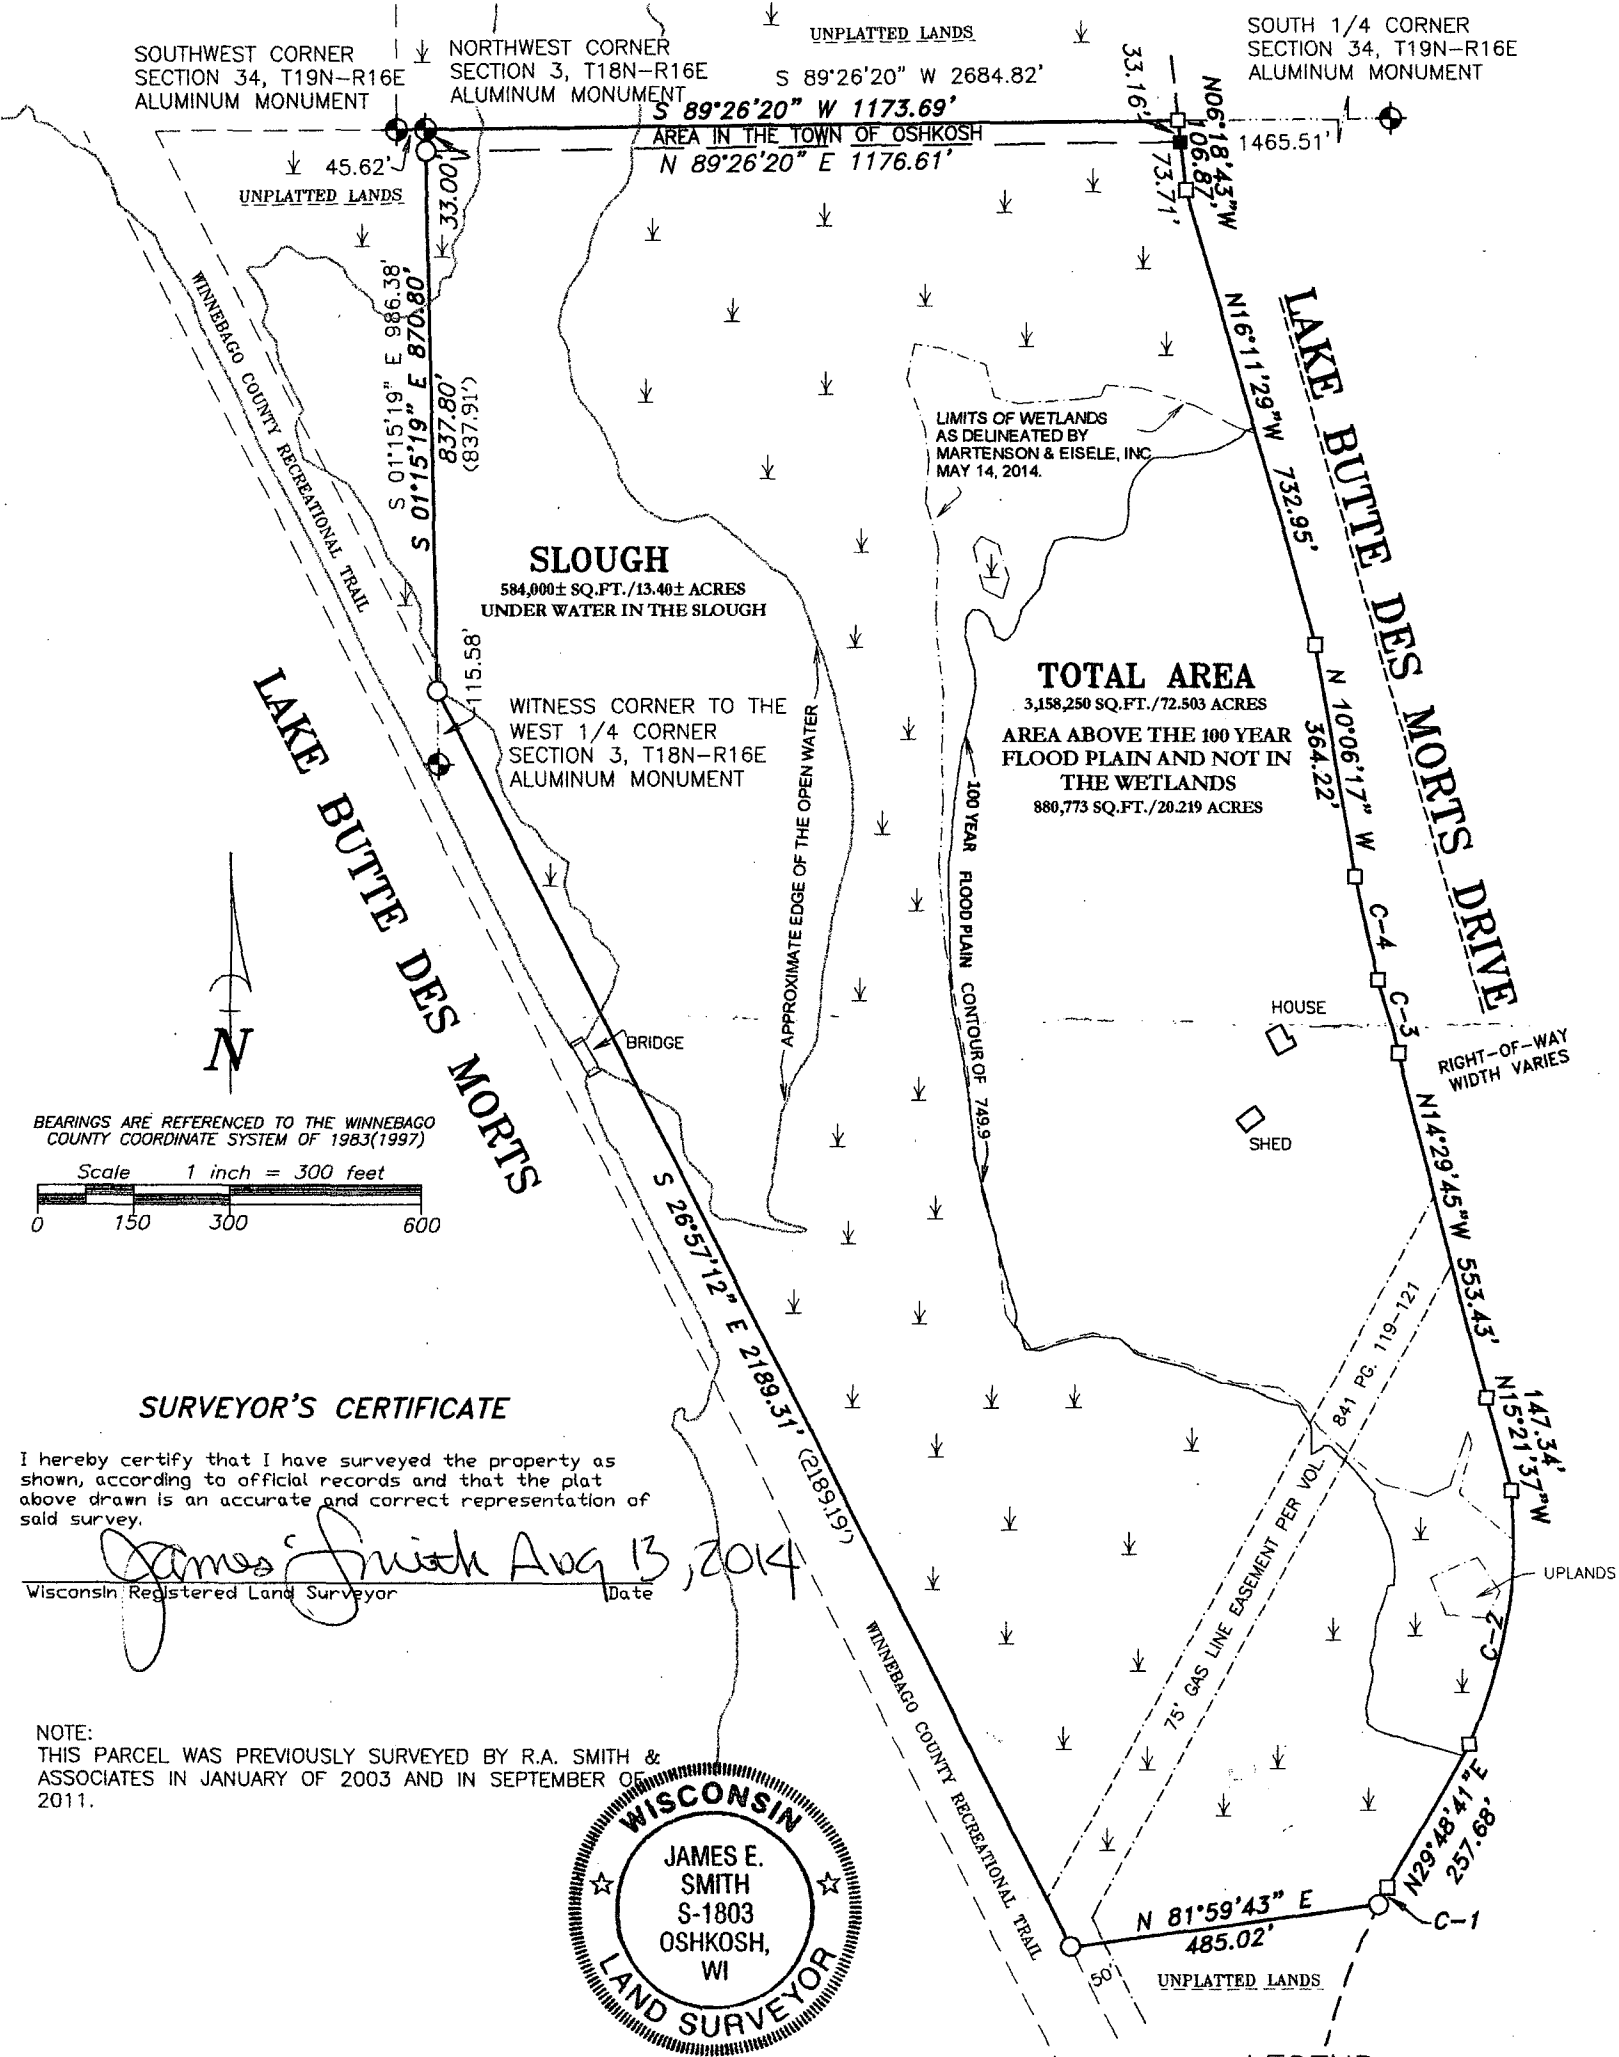 SOUTHWEST CORNER
SECTION 34, T19N-R16E
ALUMINUM MONUMENT
NORTHWEST CORNER
SECTION 3, T18N-R16E
ALUMINUM MONUMENT
UNPLATTED LANDS
S 89°26'20" W 2684.82'
SOUTH 1/4 CORNER
SECTION 34, T19N-R16E
ALUMINUM MONUMENT
S 89°26'20" W 1173.69'
AREA IN THE TOWN OF OSHKOSH
N 89°26'20" E 1176.61'
33.16'
N06°18'43"W
106.87'
73.71'
1465.51'
45.62'
UNPLATTED LANDS
33.00'
S 01°15'19" E 986.38'
S 01°15'19" E 870.80'
837.80'
(837.91')
WINNEBAGO COUNTY RECREATIONAL TRAIL
N16°11'29"W 732.95'
LAKE BUTTE DES MORTS DRIVE
LIMITS OF WETLANDS
AS DELINEATED BY
MARTENSON & EISELE, INC
MAY 14, 2014.
SLOUGH
584,000± SQ.FT./13.40± ACRES
UNDER WATER IN THE SLOUGH
115.58'
WITNESS CORNER TO THE
WEST 1/4 CORNER
SECTION 3, T18N-R16E
ALUMINUM MONUMENT
APPROXIMATE EDGE OF THE OPEN WATER
TOTAL AREA
3,158,250 SQ.FT./72.503 ACRES
AREA ABOVE THE 100 YEAR
FLOOD PLAIN AND NOT IN
THE WETLANDS
880,773 SQ.FT./20.219 ACRES
N 10°06'17" W
364.22'
100 YEAR FLOOD PLAIN CONTOUR OF 749.9
LAKE BUTTE DES MORTS
C-4
C-3
HOUSE
RIGHT-OF-WAY
WIDTH VARIES
BRIDGE
SHED
N
BEARINGS ARE REFERENCED TO THE WINNEBAGO
COUNTY COORDINATE SYSTEM OF 1983(1997)
Scale 1 inch = 300 feet
0 150 300 600
N14°29'45"W 553.43'
S 26°57'12" E 2189.31' (2189.19')
75' GAS LINE EASEMENT PER VOL. 841 PG. 119-121
147.34'
N15°21'37"W
SURVEYOR'S CERTIFICATE
I hereby certify that I have surveyed the property as
shown, according to official records and that the plat
above drawn is an accurate and correct representation of
said survey.
James Smith Aug 13, 2014
Wisconsin Registered Land Surveyor Date
UPLANDS
C-2
WINNEBAGO COUNTY RECREATIONAL TRAIL
NOTE:
THIS PARCEL WAS PREVIOUSLY SURVEYED BY R.A. SMITH &
ASSOCIATES IN JANUARY OF 2003 AND IN SEPTEMBER OF
2011.
WISCONSIN
JAMES E.
SMITH
S-1803
OSHKOSH,
WI
LAND SURVEYOR
N29°48'41"E
257.68'
C-1
N 81°59'43" E
485.02'
50'
UNPLATTED LANDS